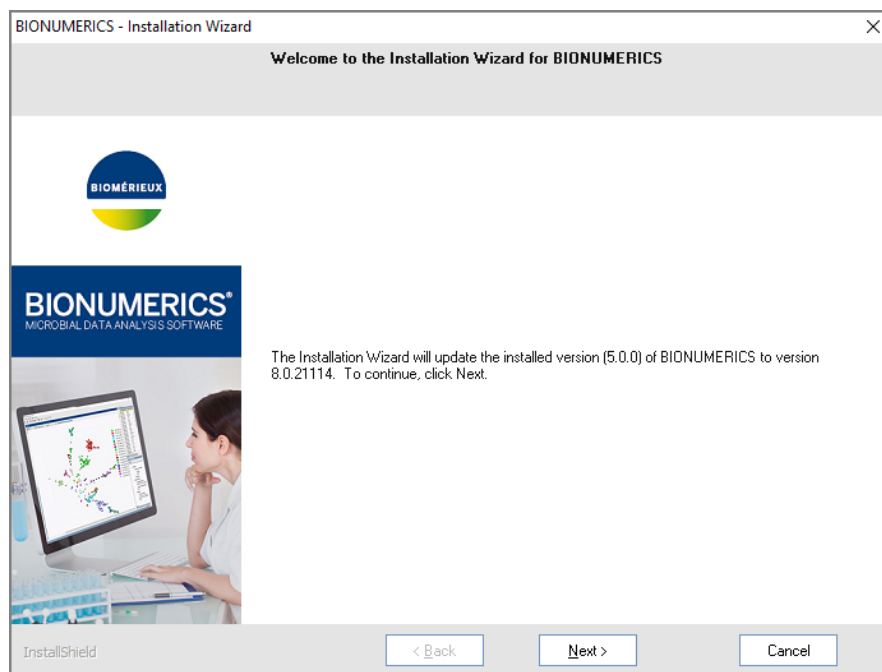 BIONUMERICS - Installation Wizard
Welcome to the Installation Wizard for BIONUMERICS
BIOMÉRIEUX
BIONUMERICS®
MICROBIAL DATA ANALYSIS SOFTWARE
The Installation Wizard will update the installed version (5.0.0) of BIONUMERICS to version
8.0.21114. To continue, click Next.
InstallShield
< Back
Next >
Cancel